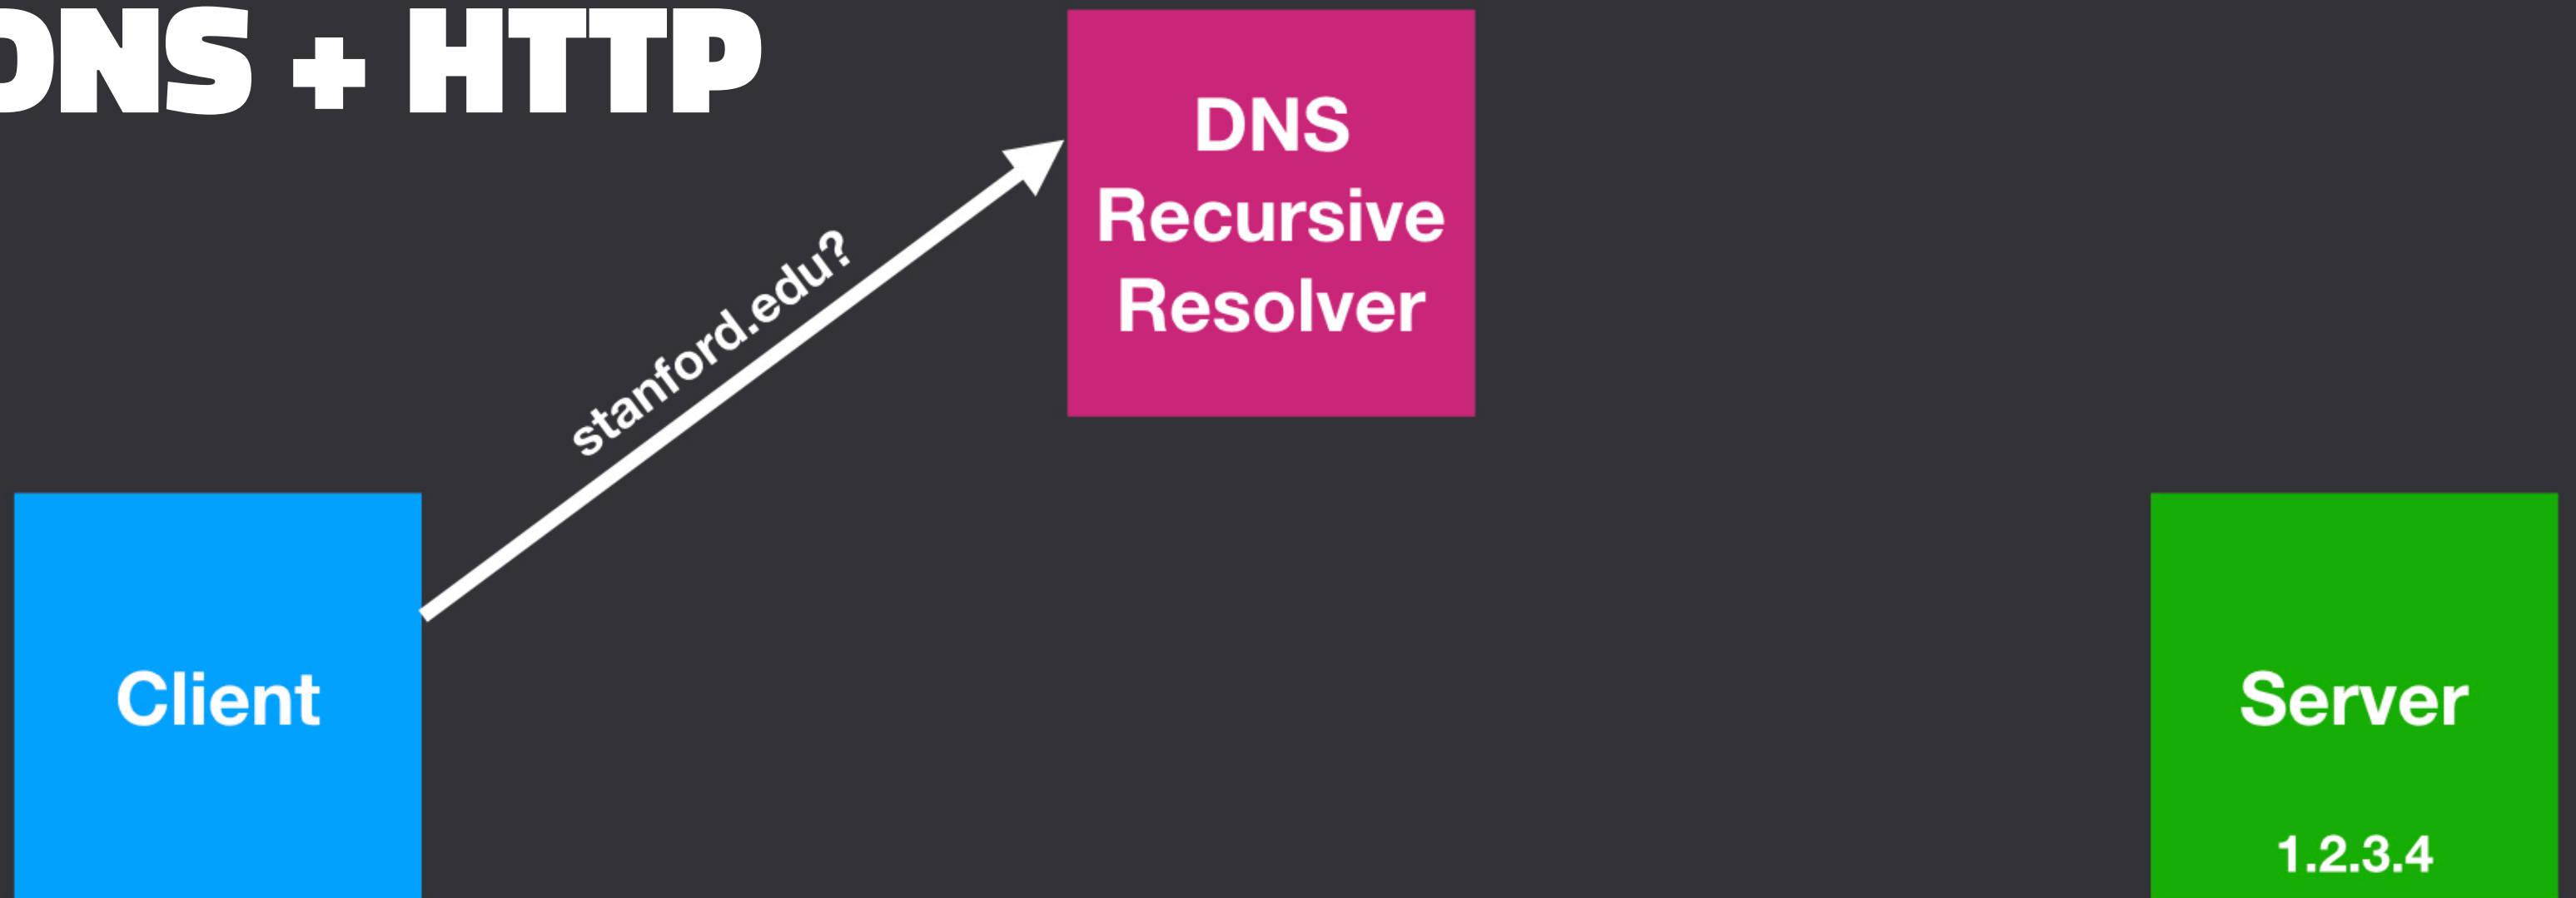 DNS + HTTP
DNS
Recursive
Resolver
stanford.edu?
Client
Server
1.2.3.4